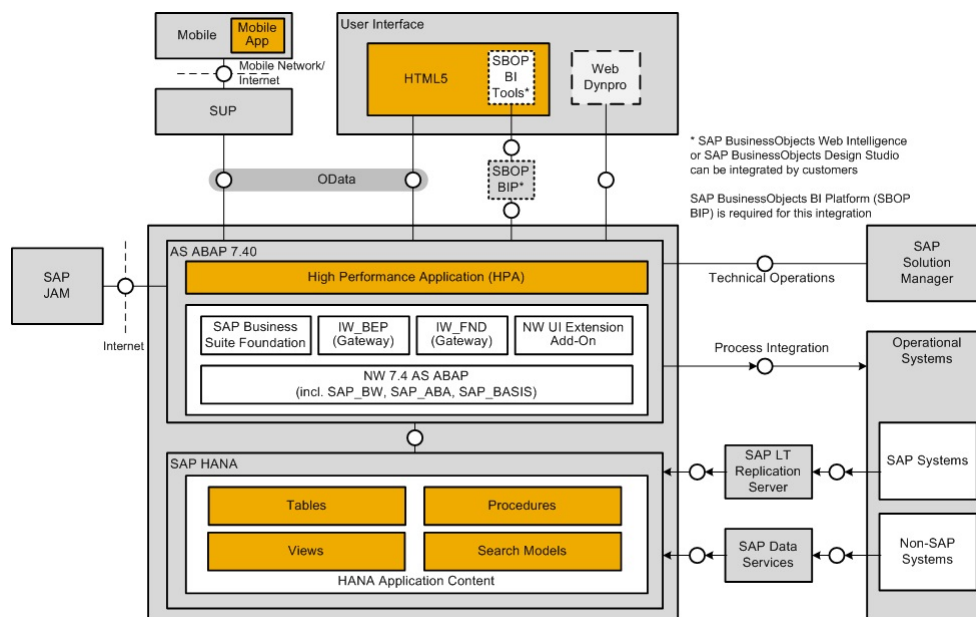 Mobile
Mobile
App
Mobile Network/
Internet
SUP
User Interface
HTML5
SBOP
BI
Tools*
Web
Dynpro
OData
SBOP
BIP*
* SAP BusinessObjects Web Intelligence
or SAP BusinessObjects Design Studio
can be integrated by customers
SAP BusinessObjects BI Platform (SBOP
BIP) is required for this integration
SAP
JAM
Internet
AS ABAP 7.40
High Performance Application (HPA)
SAP Business
Suite Foundation
IW_BEP
(Gateway)
IW_FND
(Gateway)
NW UI Extension
Add-On
NW 7.4 AS ABAP
(incl. SAP_BW, SAP_ABA, SAP_BASIS)
Technical Operations
SAP
Solution
Manager
Process Integration
Operational
Systems
SAP HANA
Tables
Procedures
Views
Search Models
HANA Application Content
SAP LT
Replication
Server
SAP Systems
SAP Data
Services
Non-SAP
Systems